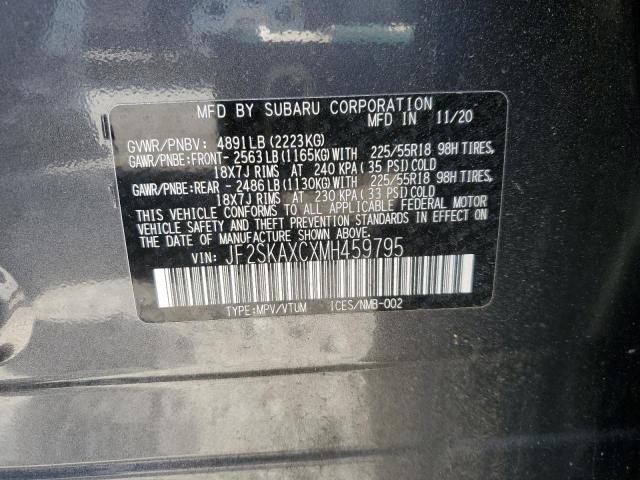 MFD BY SUBARU CORPORATION
MFD IN 11/20
GVWR/PNBV: 4891LB(2223KG)
GAWR/PNBE:FRONT- 2563LB(1165KG)WITH 225/55R18 98H TIRES,
18X7J RIMS AT 240 KPA(35 PSI)COLD
GAWR/PNBE:REAR - 2486LB(1130KG)WITH 225/55R18 98H TIRES,
18X7J RIMS AT 230 KPA(33 PSI)COLD
THIS VEHICLE CONFORMS TO ALL APPLICABLE FEDERAL MOTOR
VEHICLE SAFETY AND THEFT PREVENTION STANDARDS IN EFFECT ON
THE DATE OF MANUFACTURE SHOWN ABOVE.
VIN: JF2SKAXCXMH459795
TYPE:MPV/VTUM ICES/NMB-002